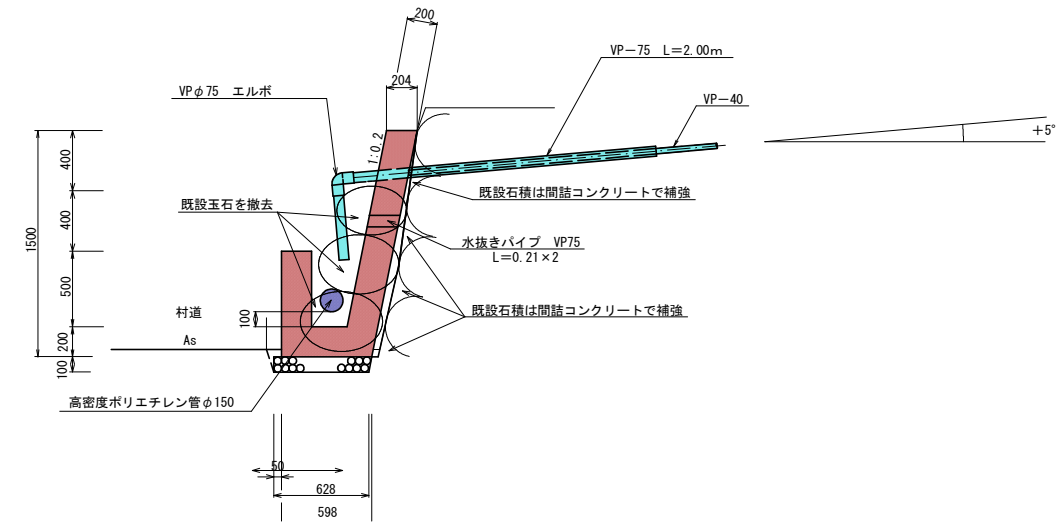 200
VP−75 L=2.00m
204
VPφ75 エルボ
VP−40
+5°
1:0.2
400
既設石積は間詰コンクリートで補強
既設玉石を撤去
400
1500
水抜きパイプ VP75
L=0.21×2
500
村道
100
既設石積は間詰コンクリートで補強
As
200
100
高密度ポリエチレン管φ150
50
628
598